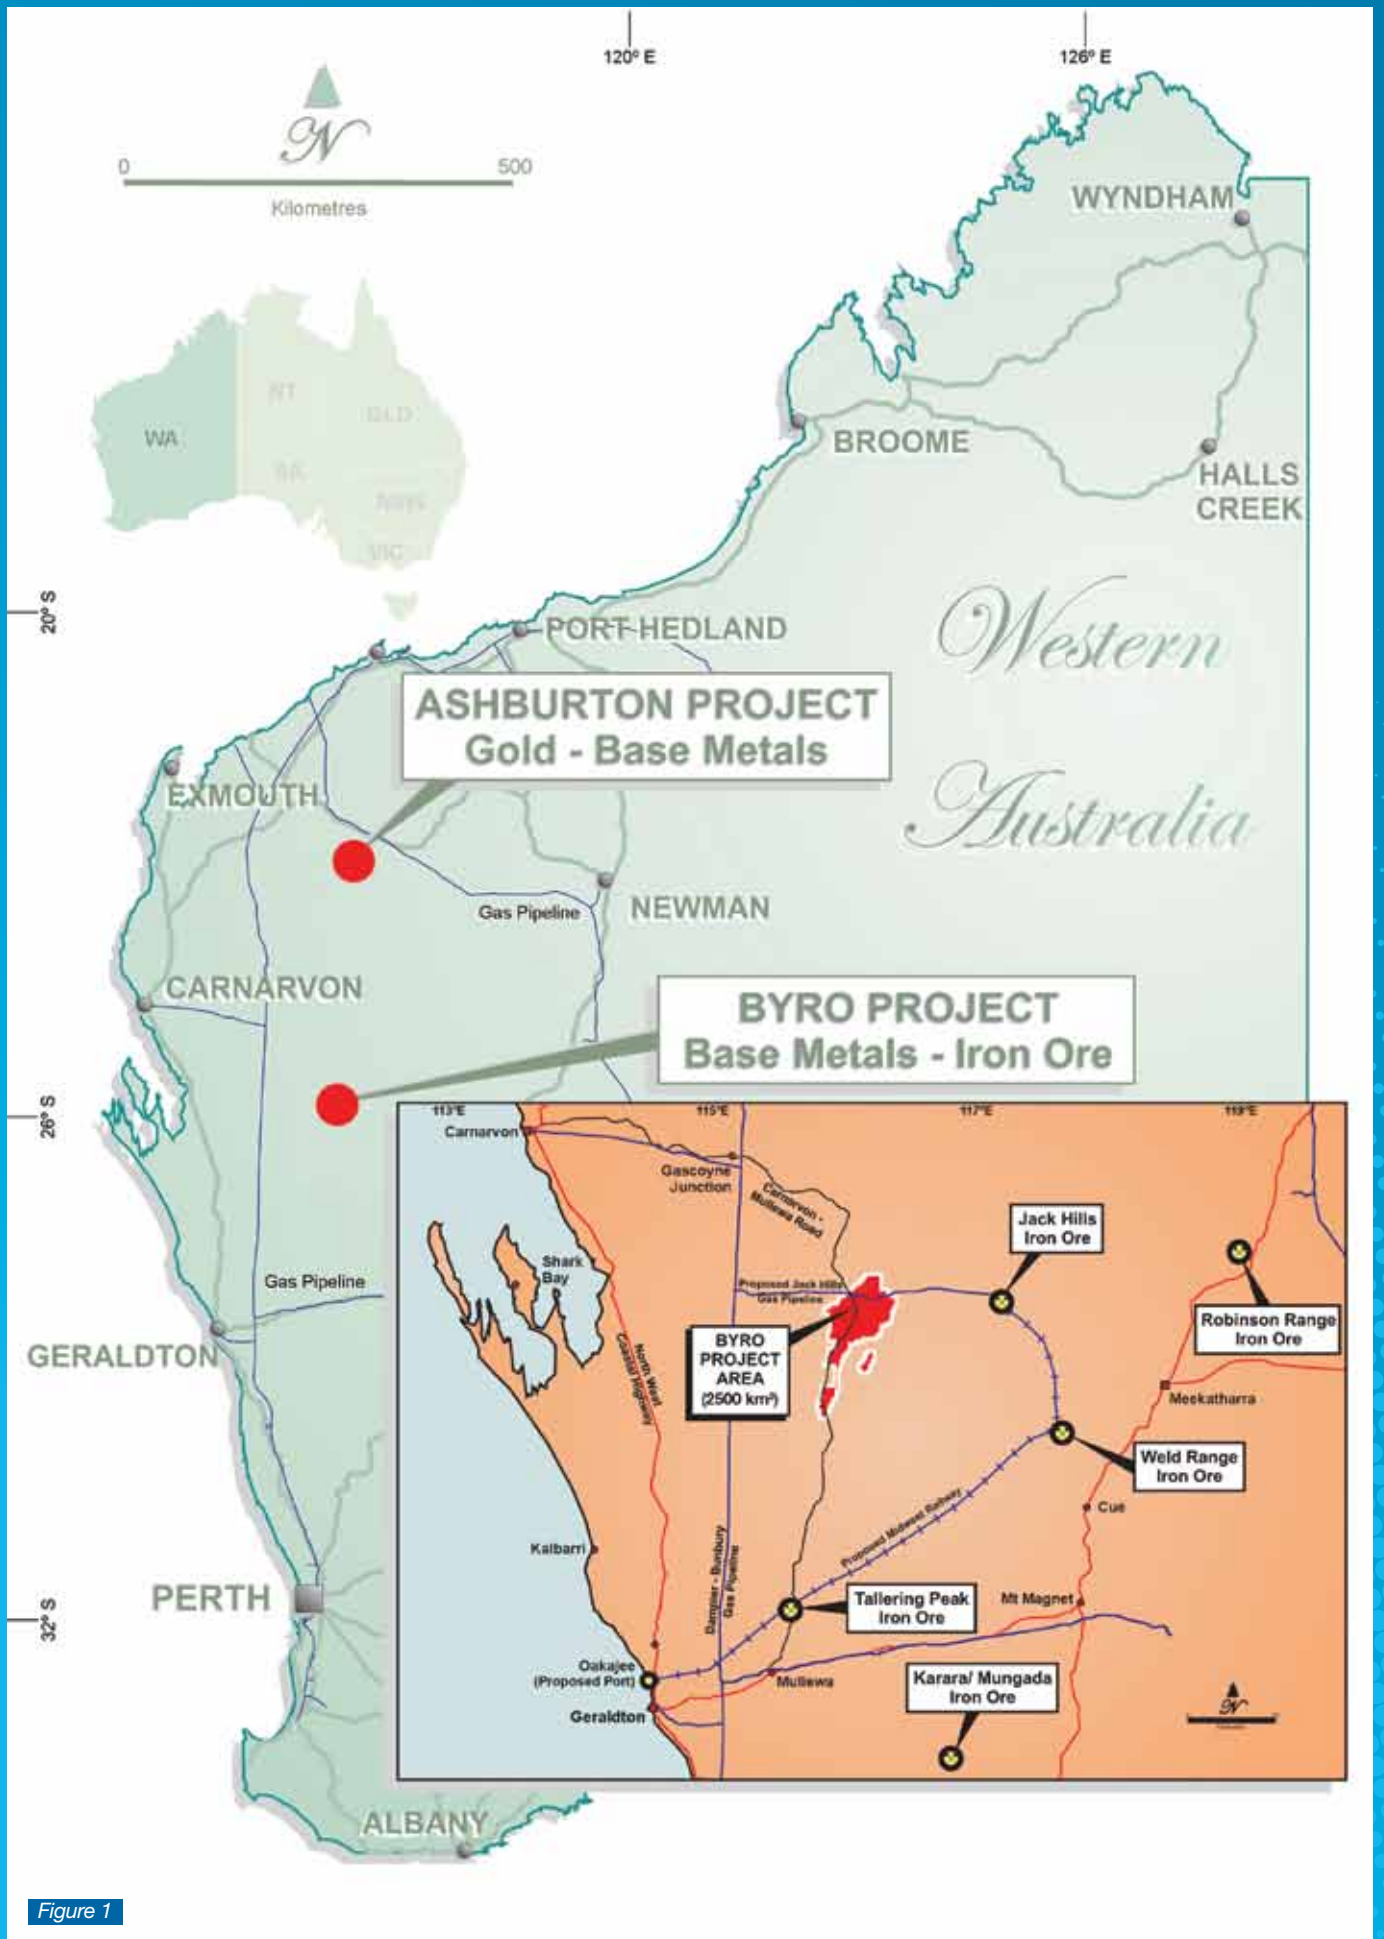 120° E
126° E
N
0
500
Kilometres
WYNDHAM
NT
QLD
WA
SA
NSW
VIC
BROOME
HALLS
CREEK
20° S
Western
Australia
PORT HEDLAND
ASHBURTON PROJECT
Gold - Base Metals
EXMOUTH
Gas Pipeline
NEWMAN
CARNARVON
BYRO PROJECT
Base Metals - Iron Ore
26° S
113°E
115°E
117°E
119°E
Carnarvon
Gascoyne
Junction
Carnarvon -
Mullewa Road
Jack Hills
Iron Ore
Shark
Bay
Proposed Jack Hills
Gas Pipeline
Gas Pipeline
Robinson Range
Iron Ore
BYRO
PROJECT
AREA
(2500 km²)
GERALDTON
North West
Coastal Highway
Meekatharra
Weld Range
Iron Ore
Cue
Proposed Midwest Railway
Kalbarri
Dampier - Bunbury
Gas Pipeline
PERTH
Tallering Peak
Iron Ore
Mt Magnet
32° S
Oakajee
(Proposed Port)
Mullewa
Karara/ Mungada
Iron Ore
Geraldton
N
ALBANY
Figure 1